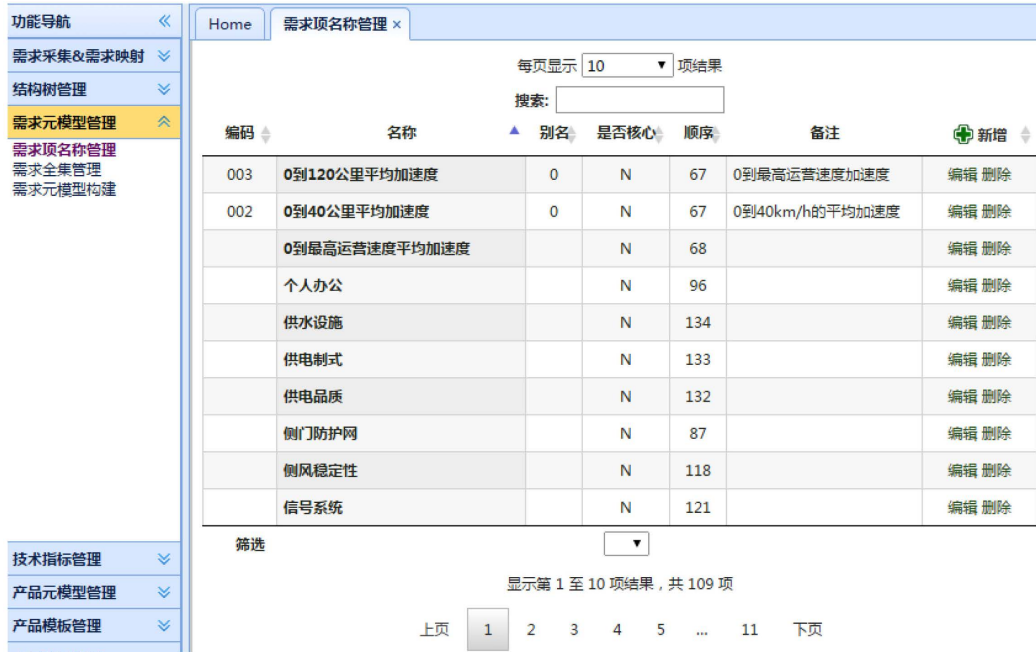 功能导航
需求采集&需求映射
结构树管理
需求元模型管理
需求项名称管理
需求全集管理
需求元模型构建
技术指标管理
产品元模型管理
产品模板管理
Home 需求项名称管理 ×
每页显示 10 项结果
搜索:
编码 名称 别名 是否核心 顺序 备注 新增
003 0到120公里平均加速度 0 N 67 0到最高运营速度加速度 编辑 删除
002 0到40公里平均加速度 0 N 67 0到40km/h的平均加速度 编辑 删除
0到最高运营速度平均加速度 N 68 编辑 删除
个人办公 N 96 编辑 删除
供水设施 N 134 编辑 删除
供电制式 N 133 编辑 删除
供电品质 N 132 编辑 删除
侧门防护网 N 87 编辑 删除
侧风稳定性 N 118 编辑 删除
信号系统 N 121 编辑 删除
筛选
显示第 1 至 10 项结果，共 109 项
上页 1 2 3 4 5 ... 11 下页